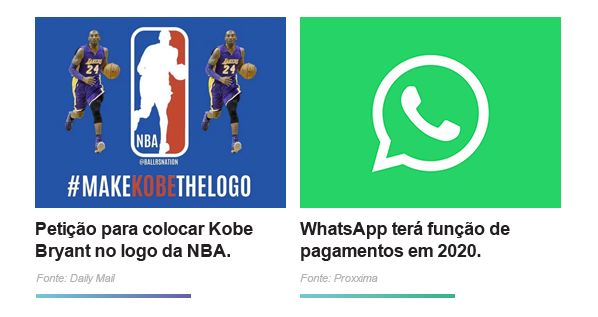 LAKERS
24
LAKERS
24
NBA
@BALLRSNATION
#MAKEKOBETHELOGO
Petição para colocar Kobe
Bryant no logo da NBA.
Fonte: Daily Mail
WhatsApp terá função de
pagamentos em 2020.
Fonte: Proxxima